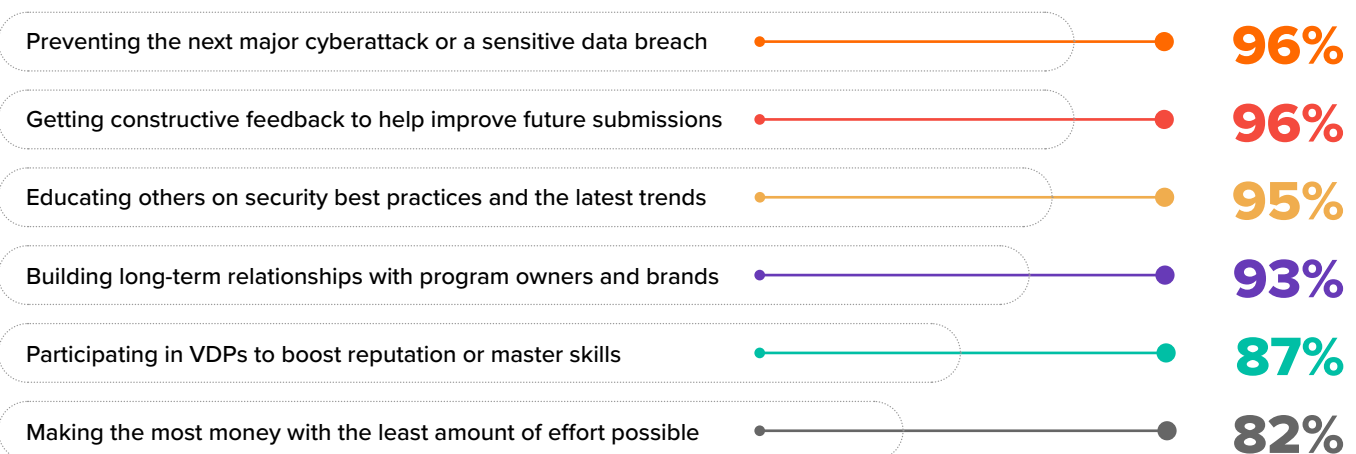 Preventing the next major cyberattack or a sensitive data breach 96%
Getting constructive feedback to help improve future submissions 96%
Educating others on security best practices and the latest trends 95%
Building long-term relationships with program owners and brands 93%
Participating in VDPs to boost reputation or master skills 87%
Making the most money with the least amount of effort possible 82%